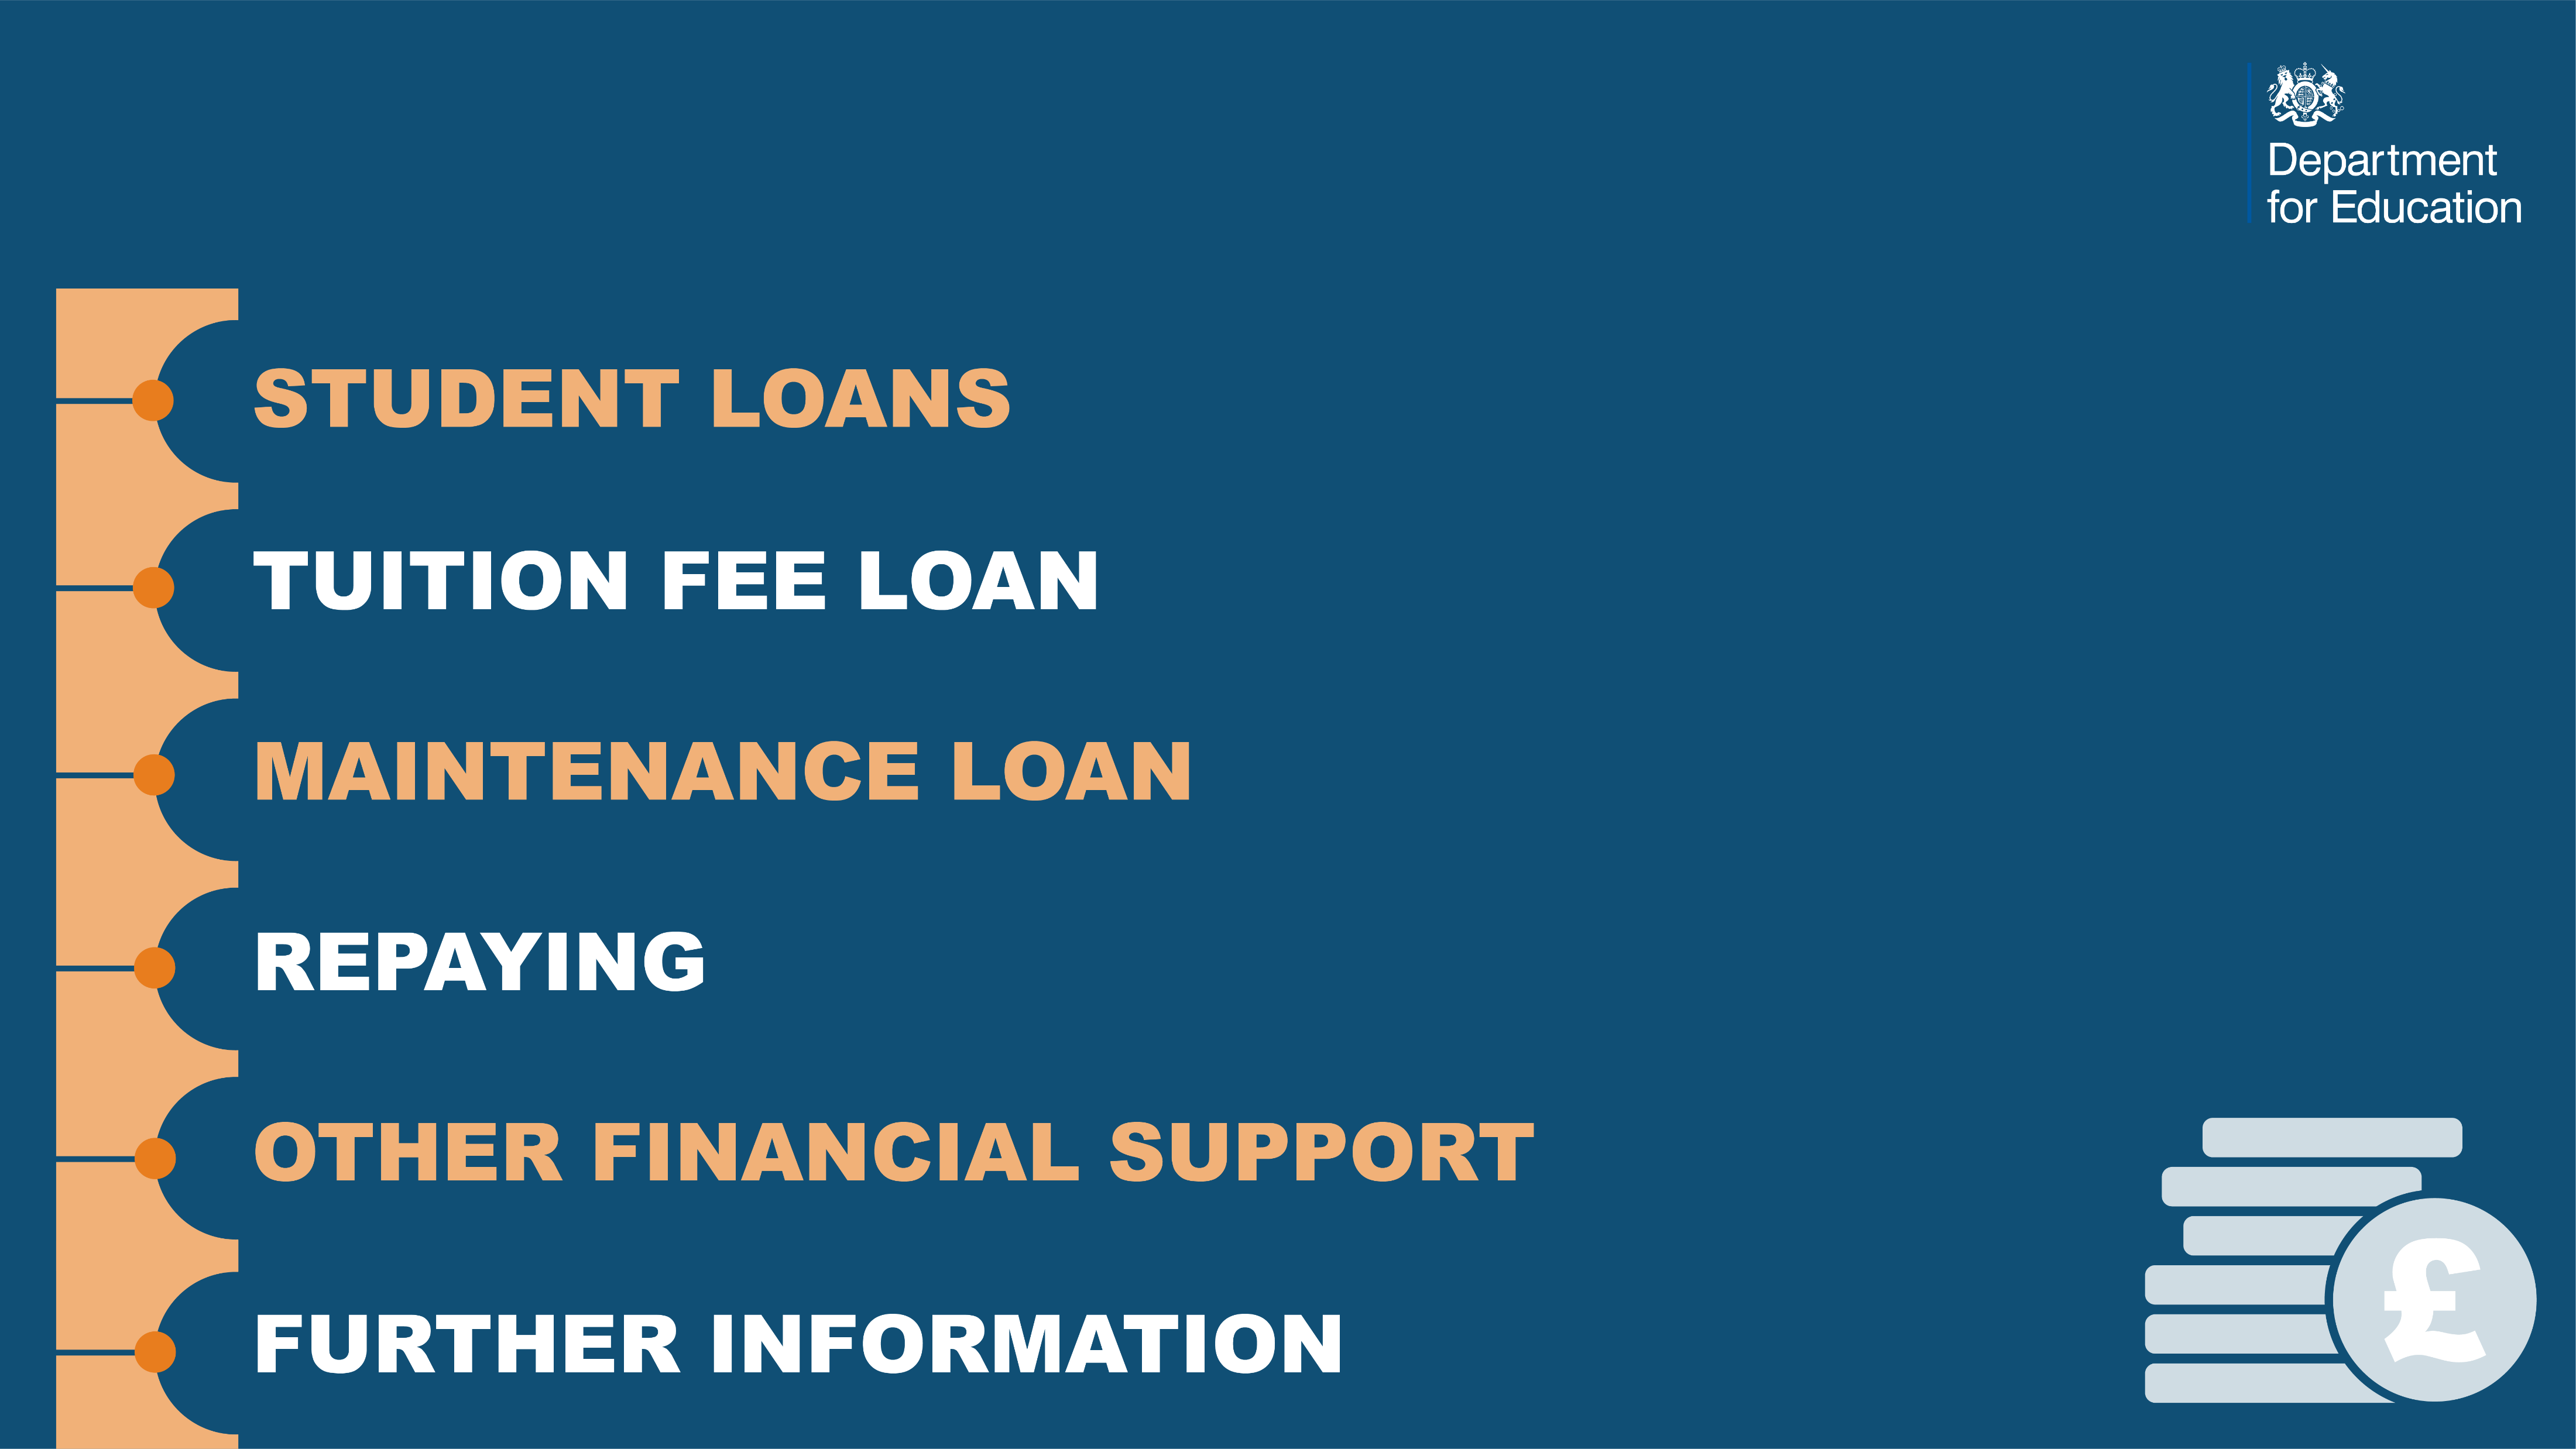 Department
for Education
STUDENT LOANS
TUITION FEE LOAN
MAINTENANCE LOAN
REPAYING
OTHER FINANCIAL SUPPORT
FURTHER INFORMATION
£